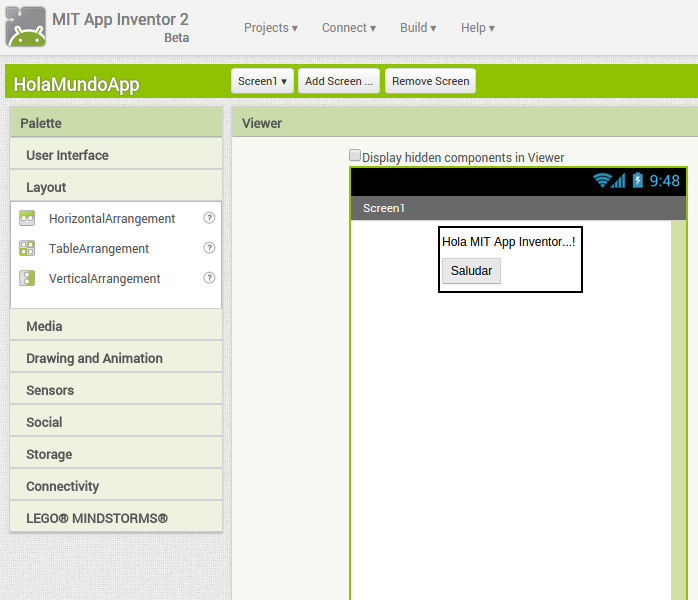 MIT App Inventor 2
Beta
Projects ▾ Connect ▾ Build ▾ Help ▾
HolaMundoApp
Screen1 ▾ Add Screen ... Remove Screen
Palette
User Interface
Layout
HorizontalArrangement ?
TableArrangement ?
VerticalArrangement ?
Media
Drawing and Animation
Sensors
Social
Storage
Connectivity
LEGO® MINDSTORMS®
Viewer
Display hidden components in Viewer
9:48
Screen1
Hola MIT App Inventor...!
Saludar